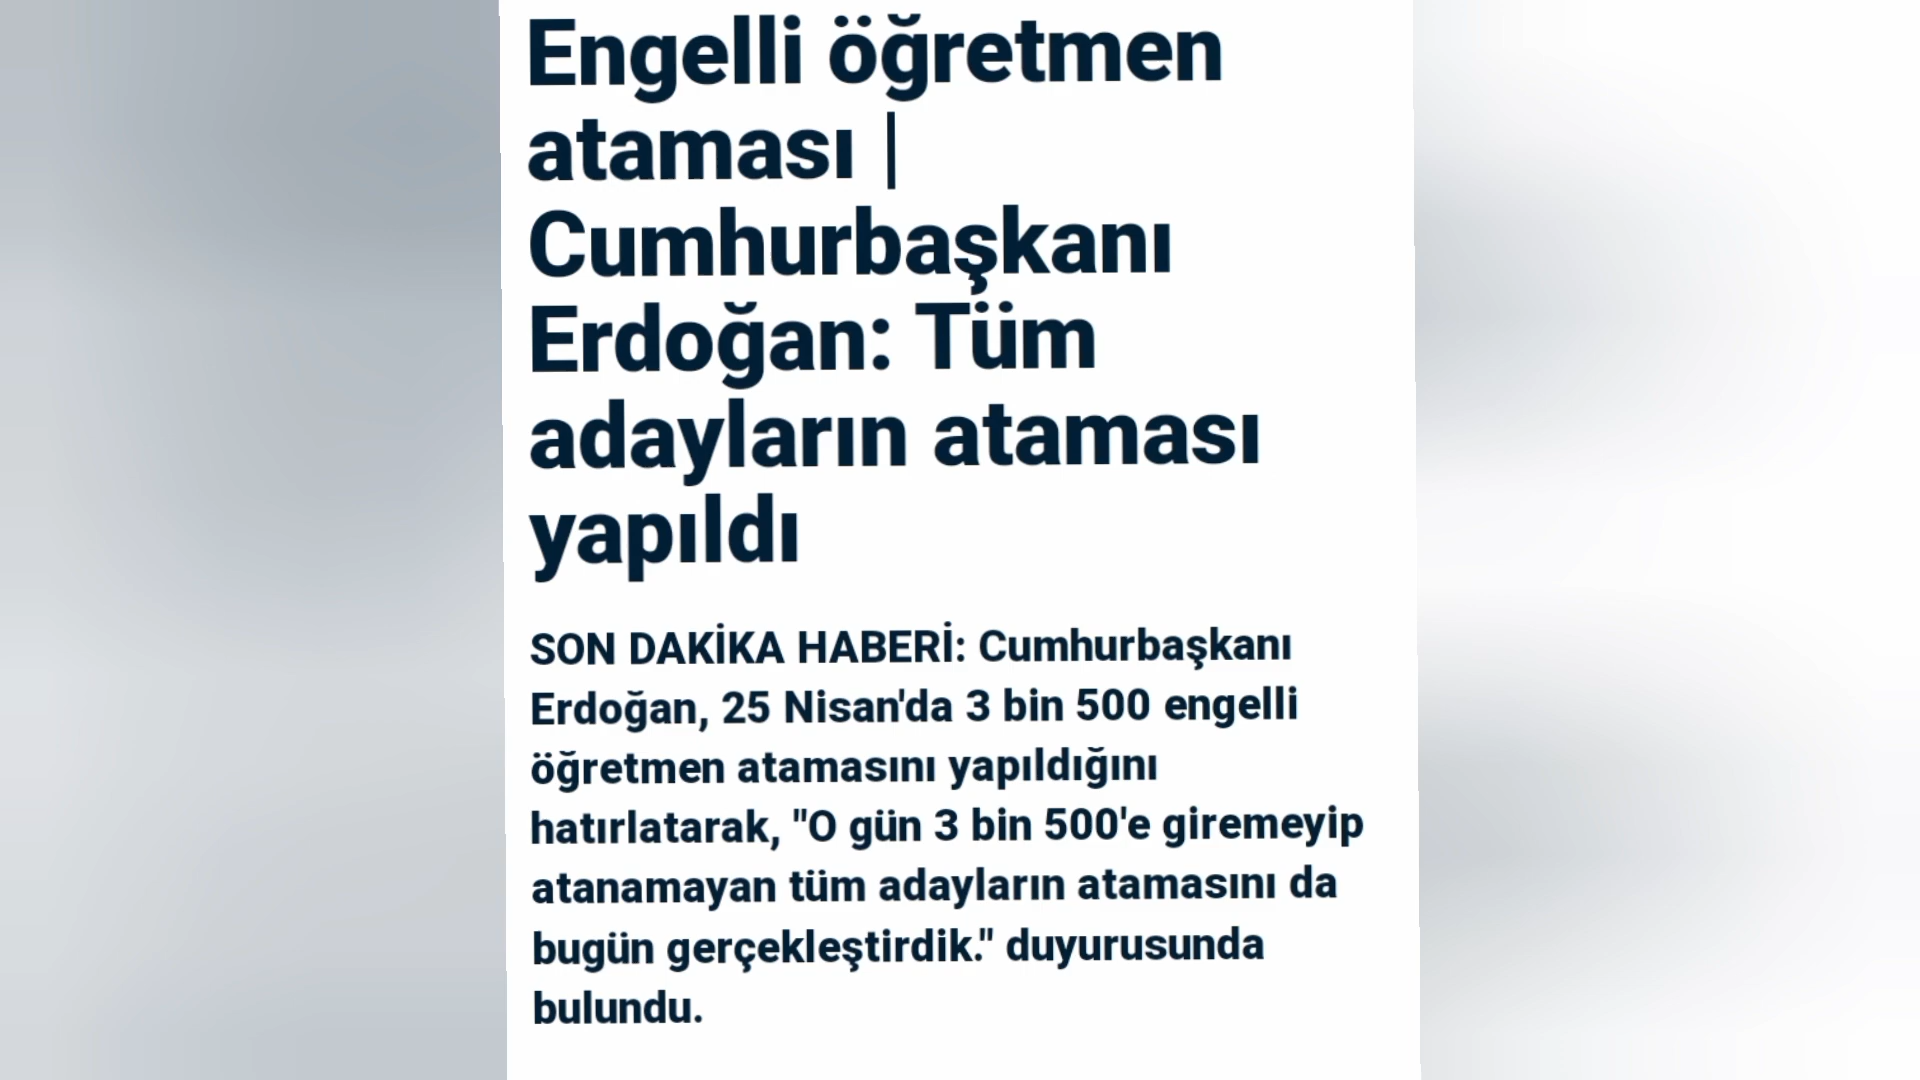 Engelli öğretmen
ataması |
Cumhurbaşkanı
Erdoğan: Tüm
adayların ataması
yapıldı
SON DAKİKA HABERİ: Cumhurbaşkanı
Erdoğan, 25 Nisan'da 3 bin 500 engelli
öğretmen atamasını yapıldığını
hatırlatarak, "O gün 3 bin 500'e giremeyip
atanamayan tüm adayların atamasını da
bugün gerçekleştirdik." duyurusunda
bulundu.